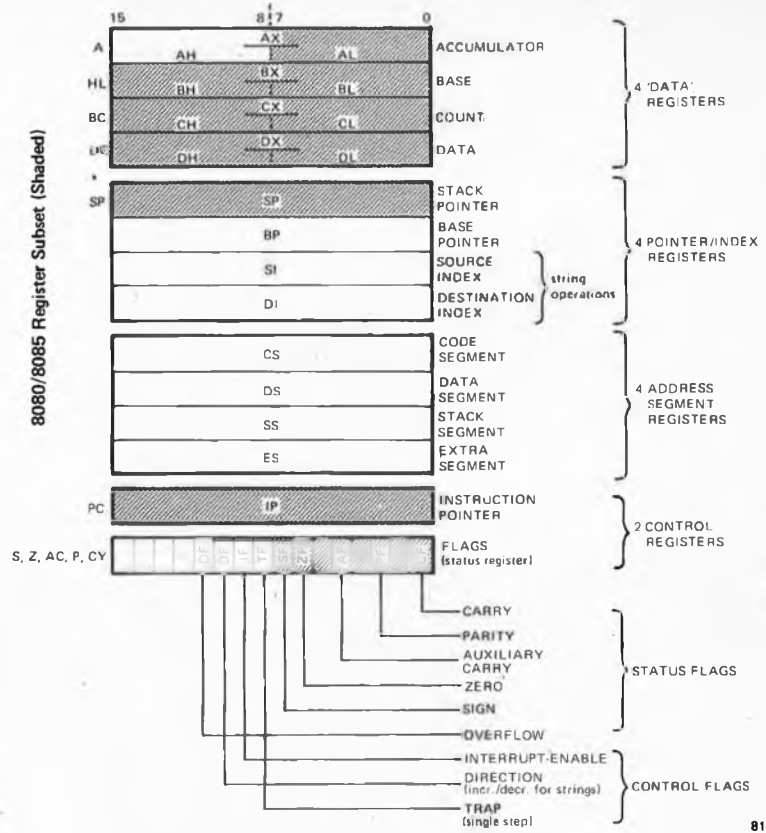 15 8 7 0
A AX AH AL ACCUMULATOR
HL BX BH BL BASE
BC CX CH CL COUNT
DX DH DL DATA
4 'DATA' REGISTERS
8080/8085 Register Subset (Shaded)
SP SP STACK POINTER
BP BASE POINTER
SI SOURCE INDEX
DI DESTINATION INDEX
string operations
4 POINTER/INDEX REGISTERS
CS CODE SEGMENT
DS DATA SEGMENT
SS STACK SEGMENT
ES EXTRA SEGMENT
4 ADDRESS SEGMENT REGISTERS
PC IP INSTRUCTION POINTER
S, Z, AC, P, CY OF DF IF TF SF ZF AF PF FLAGS
(status register)
2 CONTROL REGISTERS
CARRY
PARITY
AUXILIARY CARRY
ZERO
SIGN
OVERFLOW
STATUS FLAGS
INTERRUPT-ENABLE
DIRECTION
(incr./decr. for strings)
TRAP
(single step)
CONTROL FLAGS
81